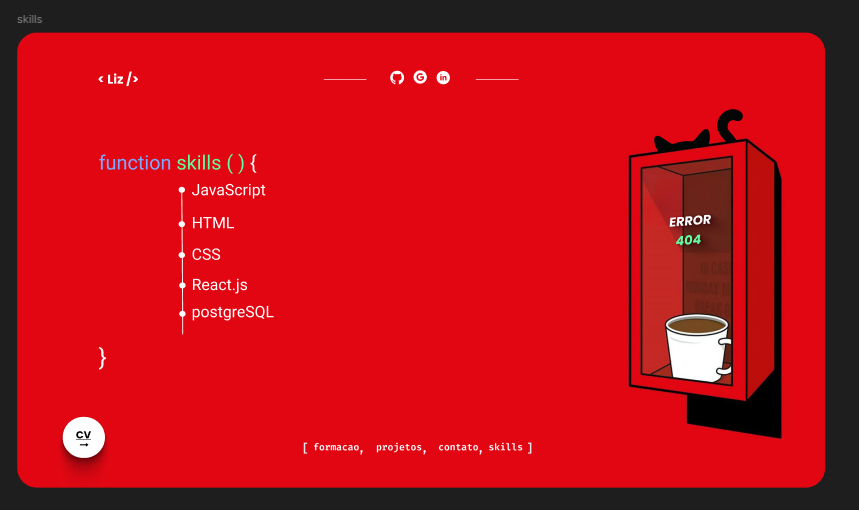 skills
< Liz />
function skills ( ) {
JavaScript
HTML
CSS
React.js
postgreSQL
}
ERROR
404
CV
[ formacao, projetos, contato, skills ]